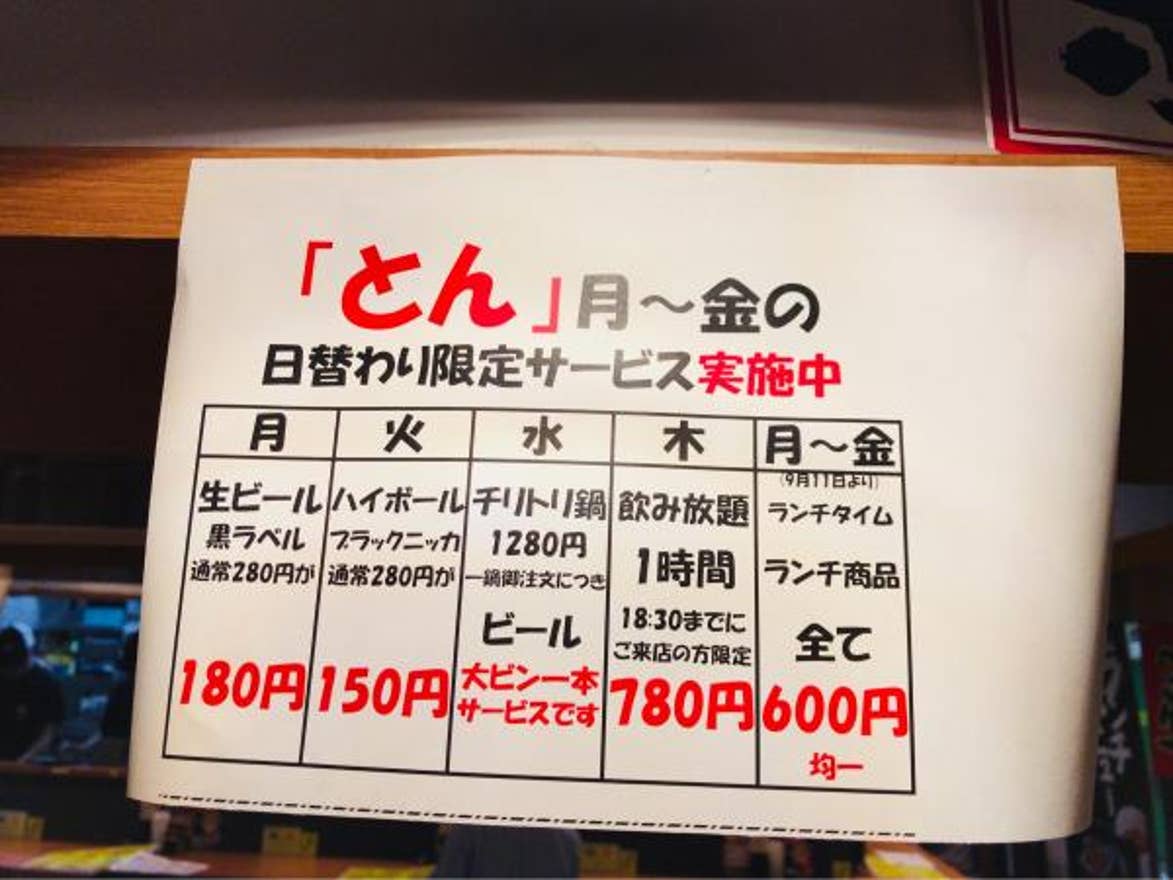 「とん」月～金の
日替わり限定サービス実施中
月
生ビール
黒ラベル
通常280円が
180円
火
ハイボール
ブラックニッカ
通常280円が
150円
水
チリトリ鍋
1280円
一鍋御注文につき
ビール
大ビン一本
サービスです
木
飲み放題
1時間
18:30までに
ご来店の方限定
780円
月～金
(9月11日より)
ランチタイム
ランチ商品
全て
600円
均一